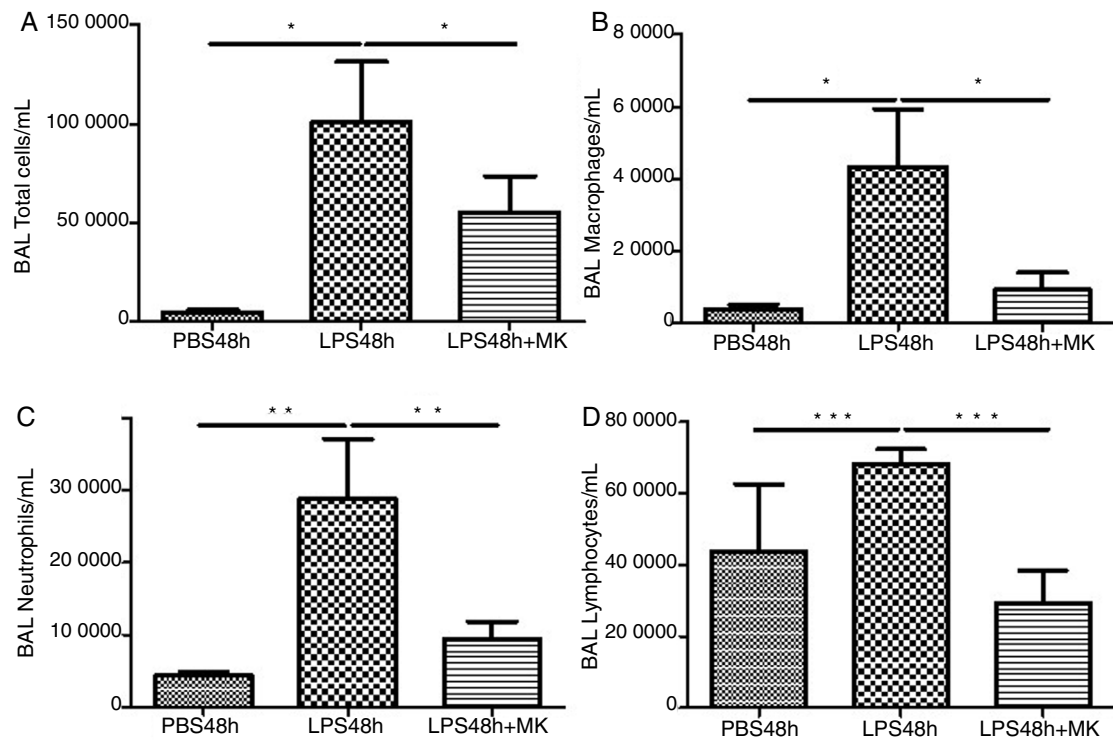 A
BAL Total cells/mL
150 0000
100 0000
50 0000
0
*
*
PBS48h
LPS48h
LPS48h+MK
B
BAL Macrophages/mL
8 0000
6 0000
4 0000
2 0000
0
*
*
PBS48h
LPS48h
LPS48h+MK
C
BAL Neutrophils/mL
30 0000
20 0000
10 0000
0
* *
* *
PBS48h
LPS48h
LPS48h+MK
D
BAL Lymphocytes/mL
80 0000
60 0000
40 0000
20 0000
0
* * *
* * *
PBS48h
LPS48h
LPS48h+MK